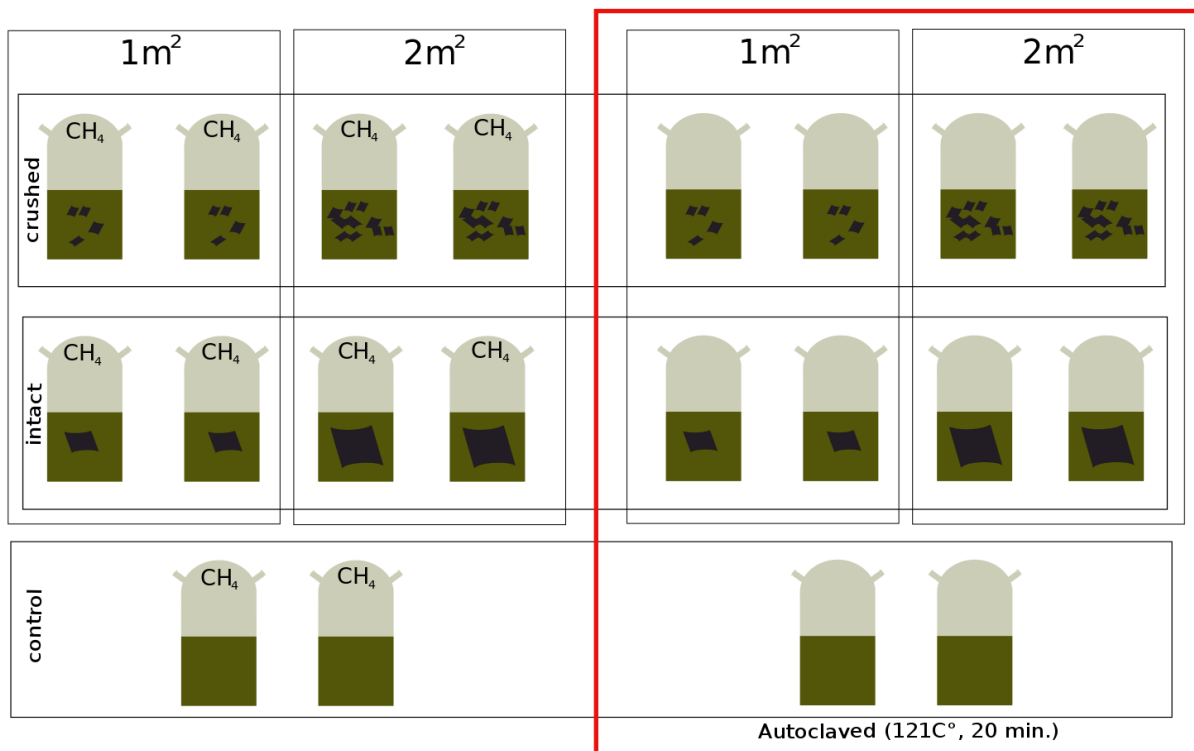 1m²
2m²
1m²
2m²
crushed
CH₄
CH₄
CH₄
CH₄
intact
CH₄
CH₄
CH₄
CH₄
control
CH₄
CH₄
Autoclaved (121C°, 20 min.)